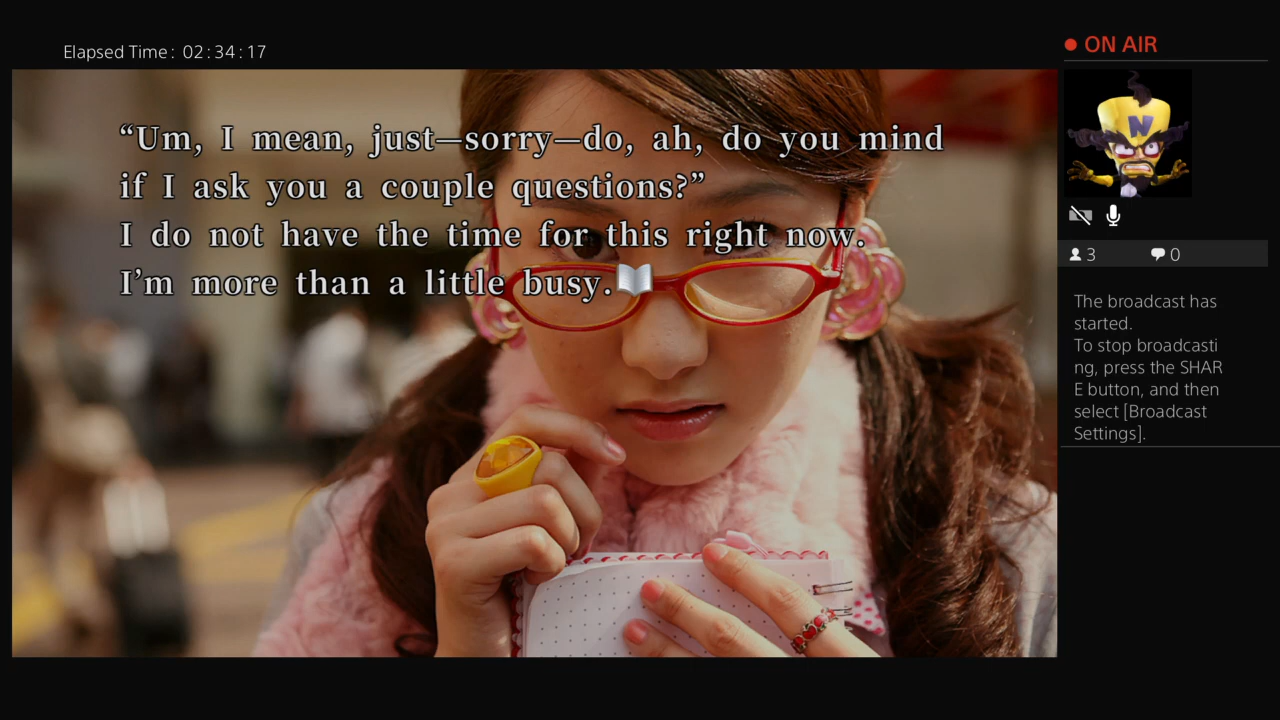 Elapsed Time: 02:34:17
ON AIR
“Um, I mean, just—sorry—do, ah, do you mind
if I ask you a couple questions?”
I do not have the time for this right now.
I’m more than a little busy.
N
3
0
The broadcast has
started.
To stop broadcasti
ng, press the SHAR
E button, and then
select [Broadcast
Settings].